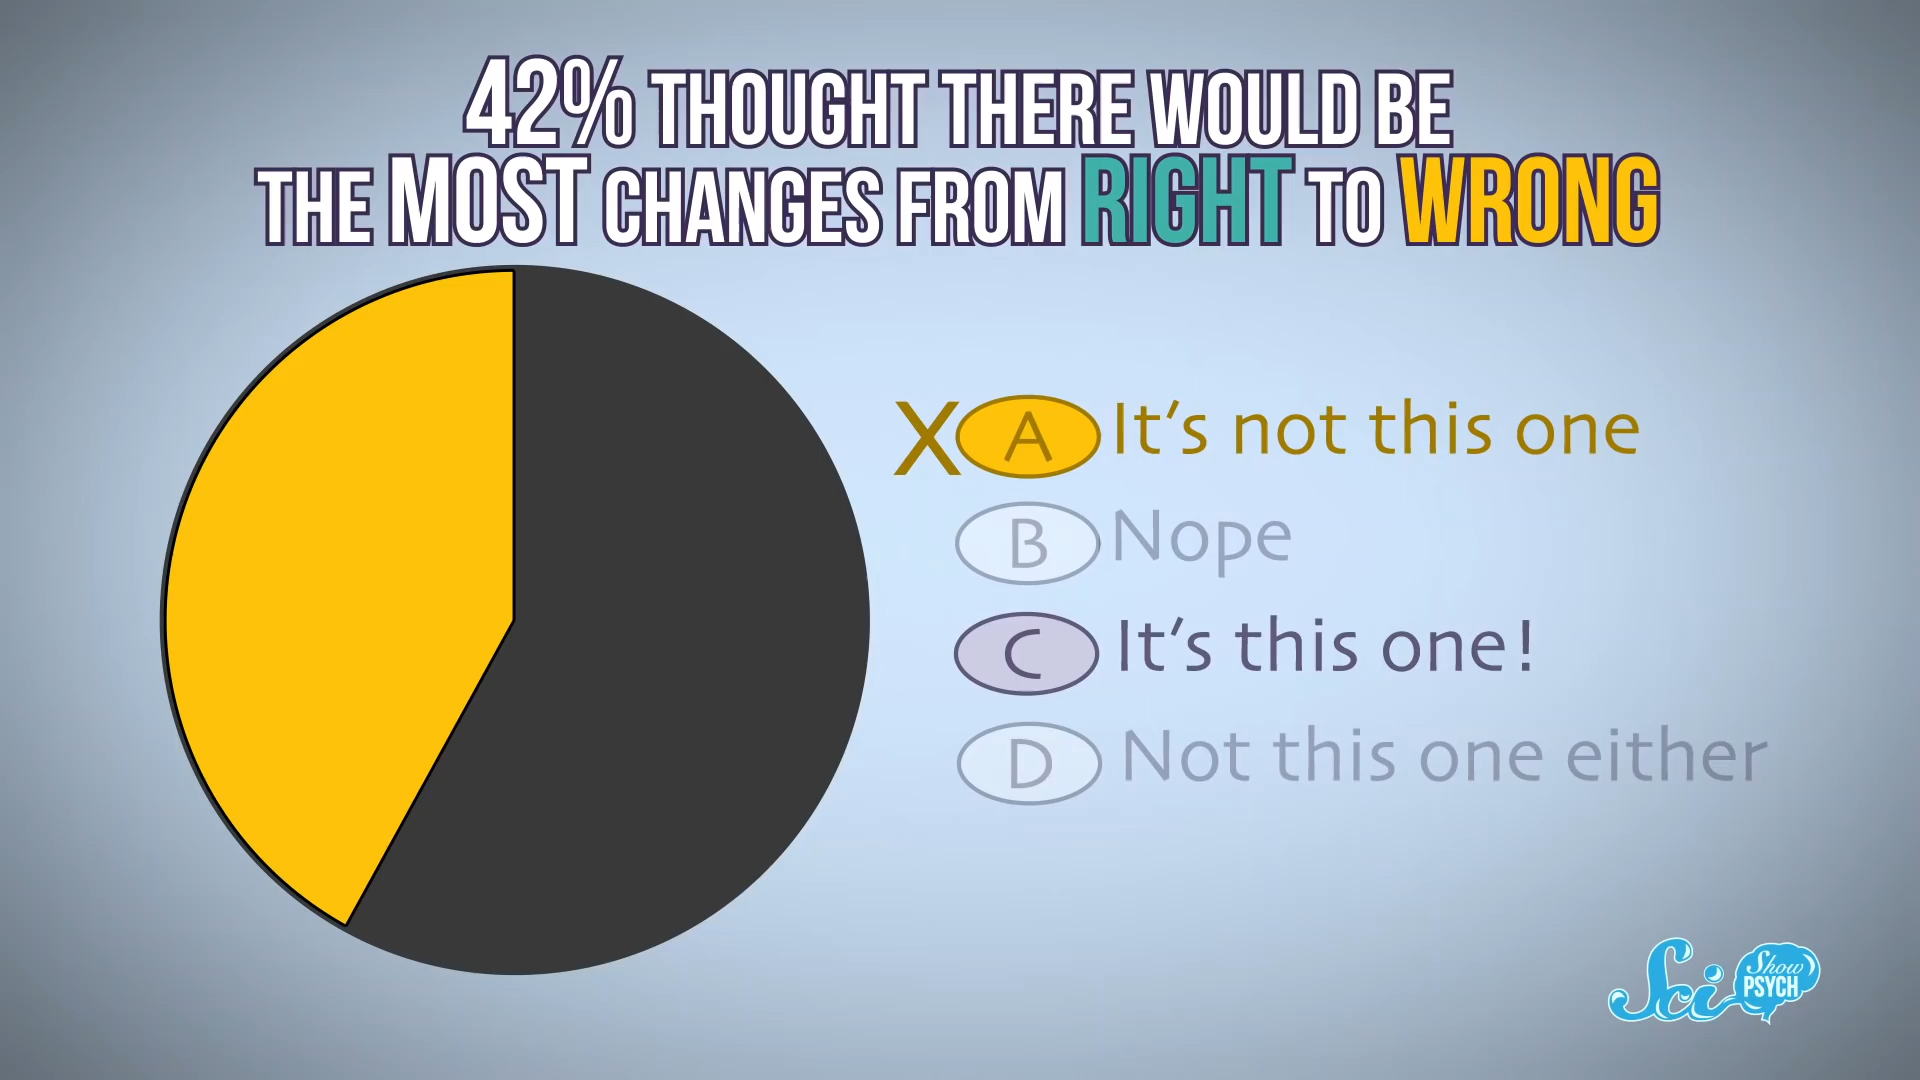 42% THOUGHT THERE WOULD BE
THE MOST CHANGES FROM RIGHT TO WRONG
X A It's not this one
B Nope
C It's this one!
D Not this one either
Sci Show PSYCH